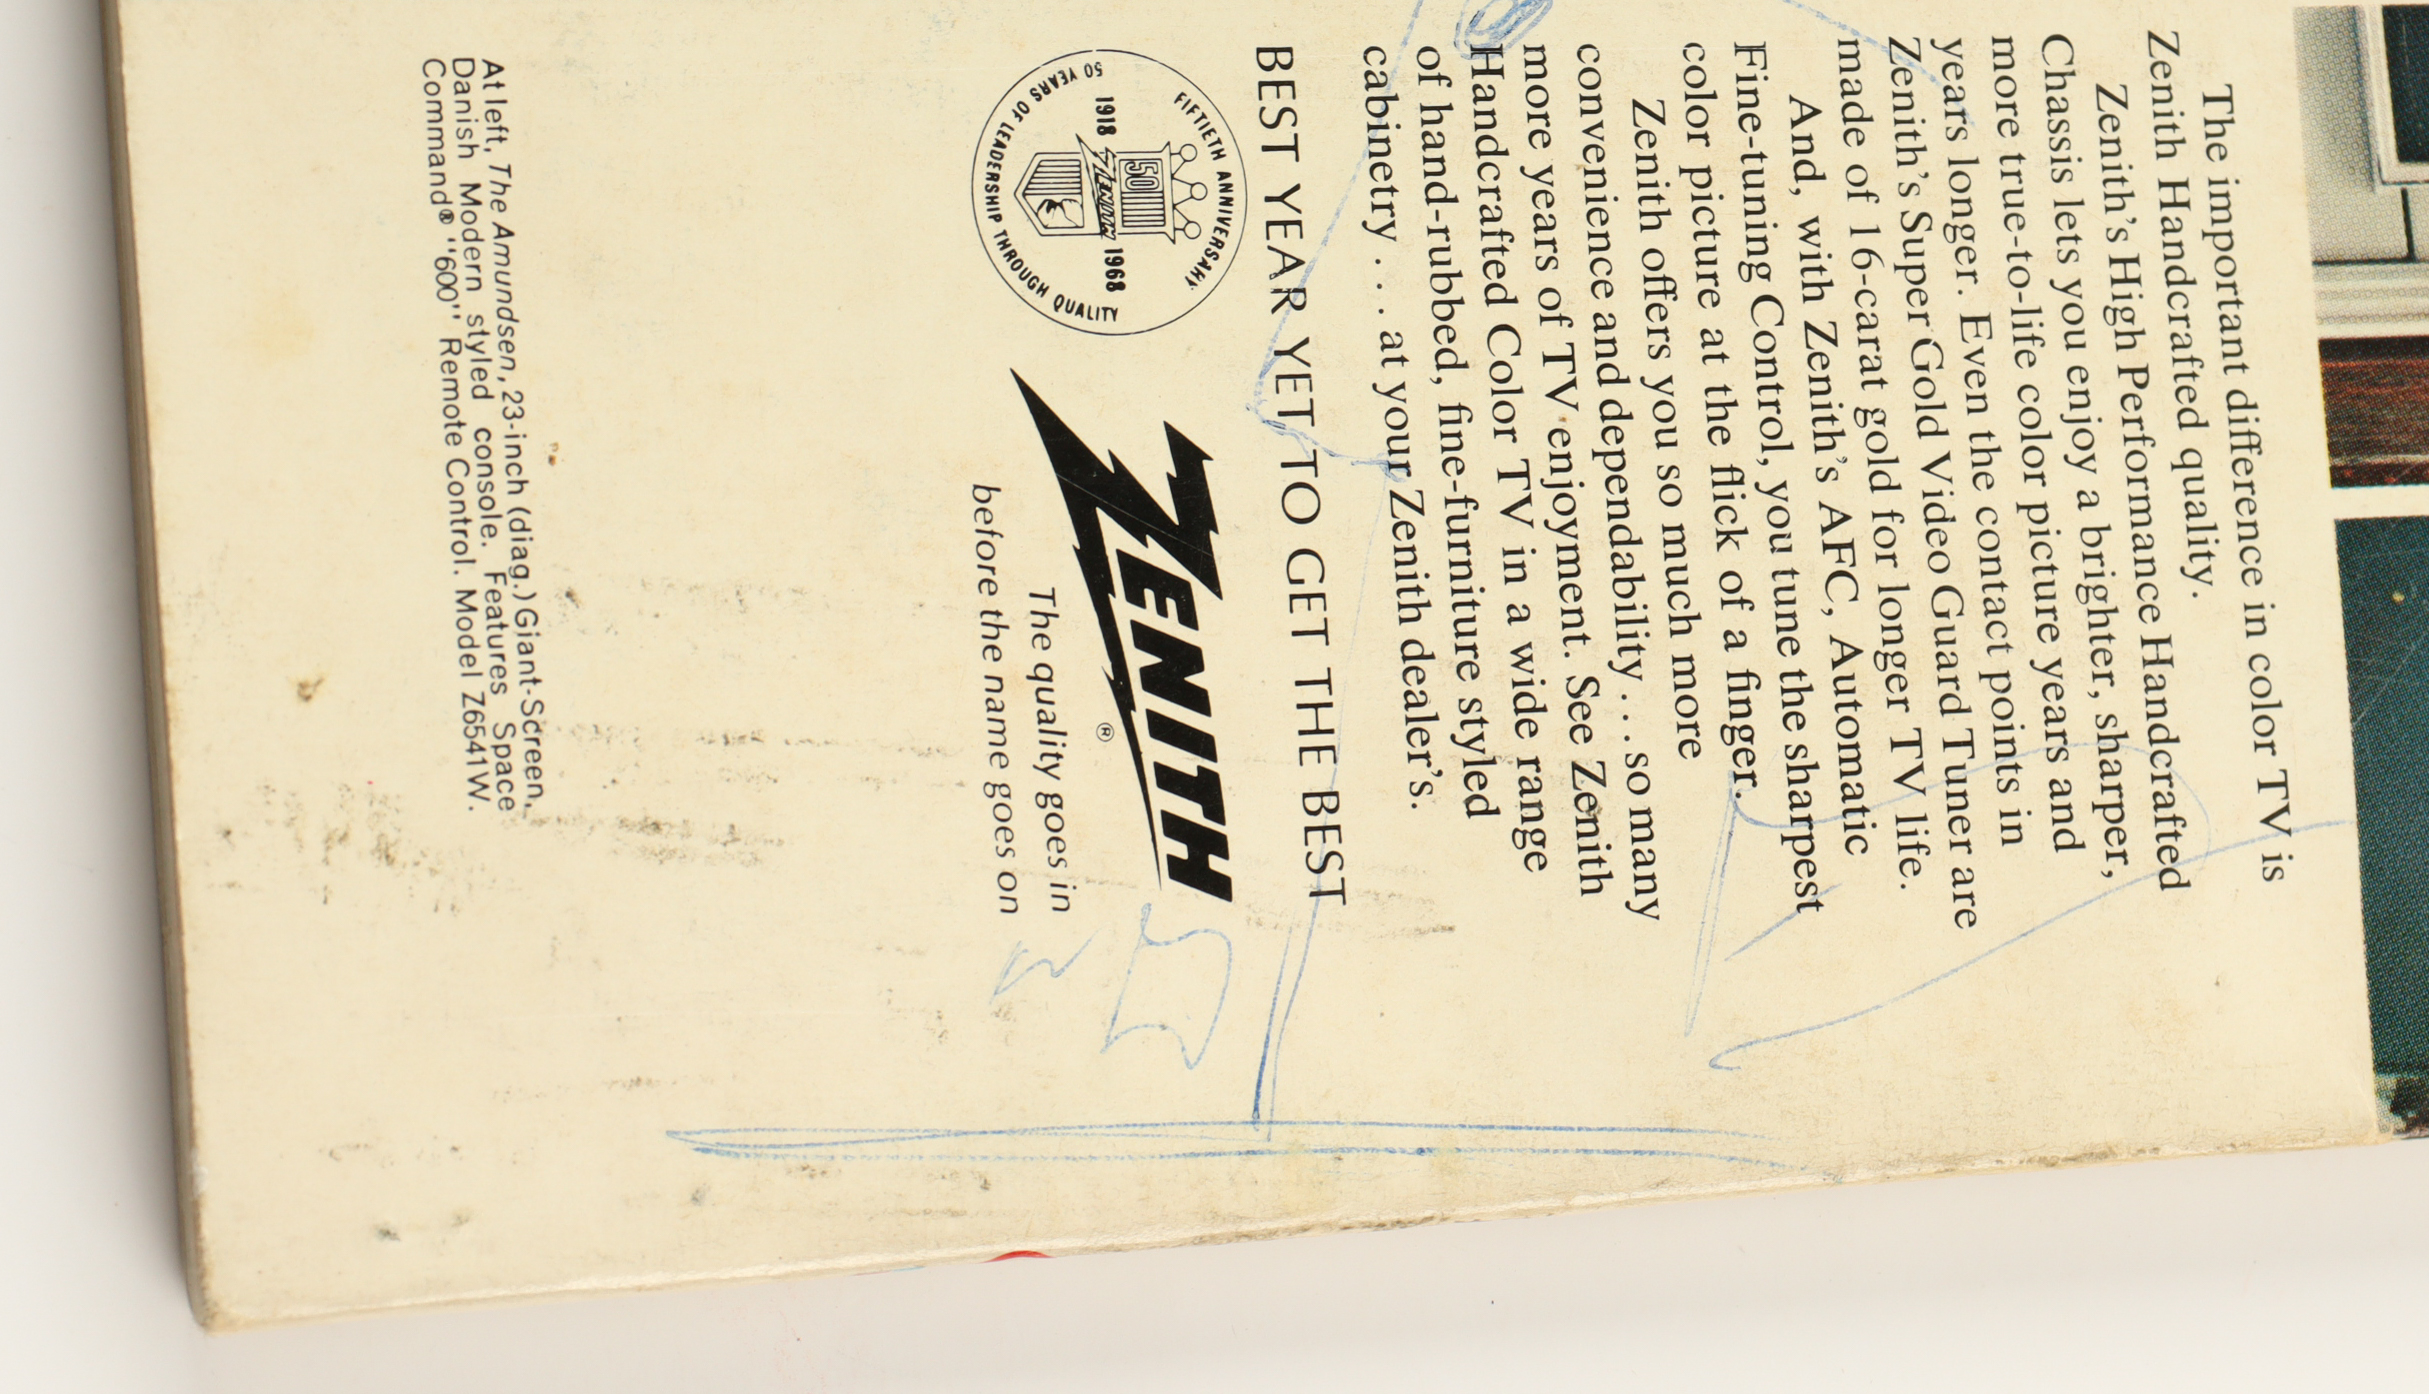 The important difference in color TV is
Zenith Handcrafted quality.
Zenith's High Performance Handcrafted
Chassis lets you enjoy a brighter, sharper,
more true-to-life color picture years and
years longer. Even the contact points in
Zenith's Super Gold Video Guard Tuner are
made of 16-carat gold for longer TV life.
And, with Zenith's AFC, Automatic
Fine-tuning Control, you tune the sharpest
color picture at the flick of a finger.
Zenith offers you so much more
convenience and dependability . . . so many
more years of TV enjoyment. See Zenith
Handcrafted Color TV in a wide range
of hand-rubbed, fine-furniture styled
cabinetry . . . at your Zenith dealer's.
BEST YEAR YET TO GET THE BEST
FIFTIETH ANNIVERSARY
50
1918 ZENITH 1968
50 YEARS OF LEADERSHIP THROUGH QUALITY
ZENITH®
The quality goes in
before the name goes on
At left, The Amundsen, 23-inch (diag.) Giant-Screen,
Danish Modern styled console. Features Space
Command® "600" Remote Control. Model Z6541W.